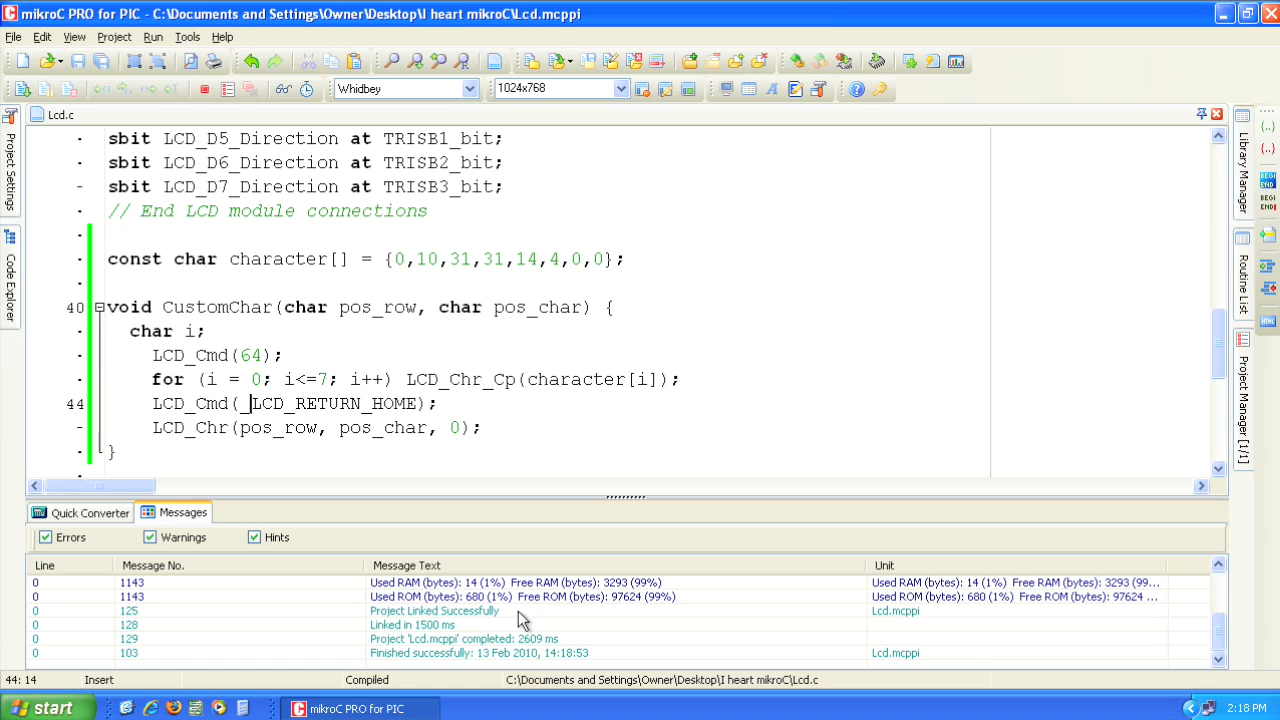 mikroC PRO for PIC - C:\Documents and Settings\Owner\Desktop\I heart mikroC\Lcd.mcppi
File Edit View Project Run Tools Help
Whidbey 1024x768
Lcd.c
Project Settings
Code Explorer
sbit LCD_D5_Direction at TRISB1_bit;
sbit LCD_D6_Direction at TRISB2_bit;
sbit LCD_D7_Direction at TRISB3_bit;
// End LCD module connections
const char character[] = {0,10,31,31,14,4,0,0};
40 void CustomChar(char pos_row, char pos_char) {
char i;
LCD_Cmd(64);
for (i = 0; i<=7; i++) LCD_Chr_Cp(character[i]);
44 LCD_Cmd(_LCD_RETURN_HOME);
LCD_Chr(pos_row, pos_char, 0);
}
Library Manager
Routine List
Project Manager [1/1]
BEGI
END
BEGI
END
HTML
Quick Converter Messages
Errors Warnings Hints
Line Message No. Message Text Unit
0 1143 Used RAM (bytes): 14 (1%) Free RAM (bytes): 3293 (99%) Used RAM (bytes): 14 (1%) Free RAM (bytes): 3293 (99...
0 1143 Used ROM (bytes): 680 (1%) Free ROM (bytes): 97624 (99%) Used ROM (bytes): 680 (1%) Free ROM (bytes): 97624 ...
0 125 Project Linked Successfully Lcd.mcppi
0 128 Linked in 1500 ms
0 129 Project 'Lcd.mcppi' completed: 2609 ms
0 103 Finished successfully: 13 Feb 2010, 14:18:53 Lcd.mcppi
44: 14 Insert Compiled C:\Documents and Settings\Owner\Desktop\I heart mikroC\Lcd.c
start mikroC PRO for PIC 2:18 PM